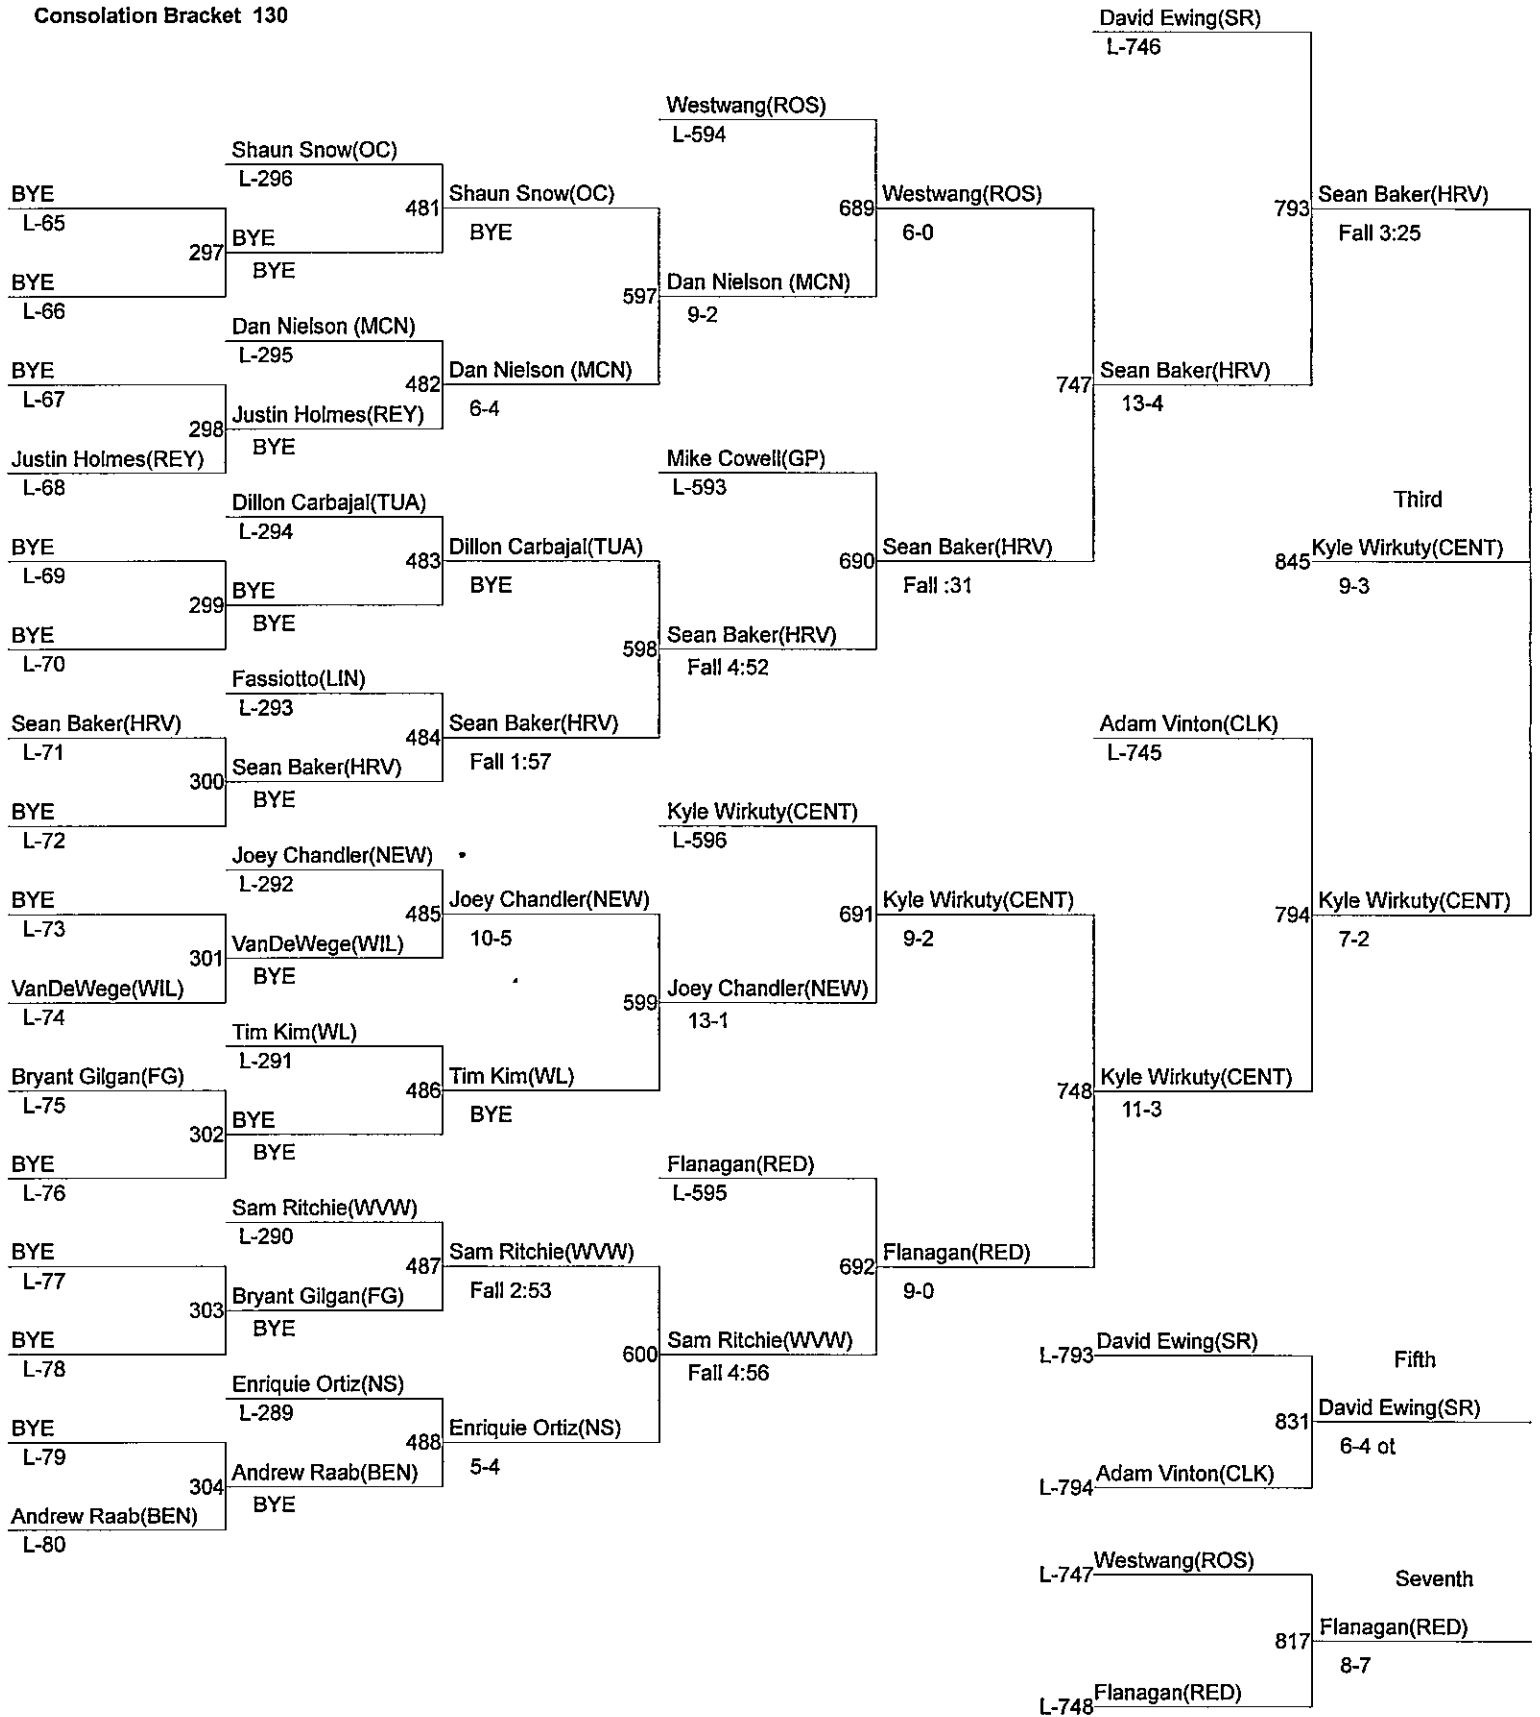 Consolation Bracket 130
BYE
L-65
BYE
L-66
297
BYE
L-67
Justin Holmes(REY)
L-68
298
BYE
L-69
BYE
L-70
299
Sean Baker(HRV)
L-71
BYE
L-72
300
BYE
L-73
VanDeWege(WIL)
L-74
301
Bryant Gilgan(FG)
L-75
BYE
L-76
302
BYE
L-77
BYE
L-78
303
BYE
L-79
Andrew Raab(BEN)
L-80
304
Shaun Snow(OC)
L-296
BYE
BYE
481
Dan Nielson (MCN)
L-295
Justin Holmes(REY)
BYE
482
Dillon Carbajal(TUA)
L-294
BYE
BYE
483
Fassiotto(LIN)
L-293
Sean Baker(HRV)
BYE
484
Joey Chandler(NEW)
L-292
VanDeWege(WIL)
BYE
485
Tim Kim(WL)
L-291
BYE
BYE
486
Sam Ritchie(WVW)
L-290
Bryant Gilgan(FG)
BYE
487
Enriquie Ortiz(NS)
L-289
Andrew Raab(BEN)
BYE
488
Shaun Snow(OC)
BYE
597
Dan Nielson (MCN)
6-4
Dillon Carbajal(TUA)
BYE
598
Sean Baker(HRV)
Fall 1:57
Joey Chandler(NEW)
10-5
599
Tim Kim(WL)
BYE
Sam Ritchie(WVW)
Fall 2:53
600
Enriquie Ortiz(NS)
5-4
Westwang(ROS)
L-594
689
Dan Nielson (MCN)
9-2
Mike Cowell(GP)
L-593
690
Sean Baker(HRV)
Fall 4:52
Kyle Wirkuty(CENT)
L-596
691
Joey Chandler(NEW)
13-1
Flanagan(RED)
L-595
692
Sam Ritchie(WVW)
Fall 4:56
Westwang(ROS)
6-0
747
Sean Baker(HRV)
Fall :31
Kyle Wirkuty(CENT)
9-2
748
Flanagan(RED)
9-0
David Ewing(SR)
L-746
793
Sean Baker(HRV)
13-4
Adam Vinton(CLK)
L-745
794
Kyle Wirkuty(CENT)
11-3
Sean Baker(HRV)
Fall 3:25
Third
845
Kyle Wirkuty(CENT)
9-3
Kyle Wirkuty(CENT)
7-2
L-793
David Ewing(SR)
Fifth
831
David Ewing(SR)
6-4 ot
L-794
Adam Vinton(CLK)
L-747
Westwang(ROS)
Seventh
817
Flanagan(RED)
8-7
L-748
Flanagan(RED)